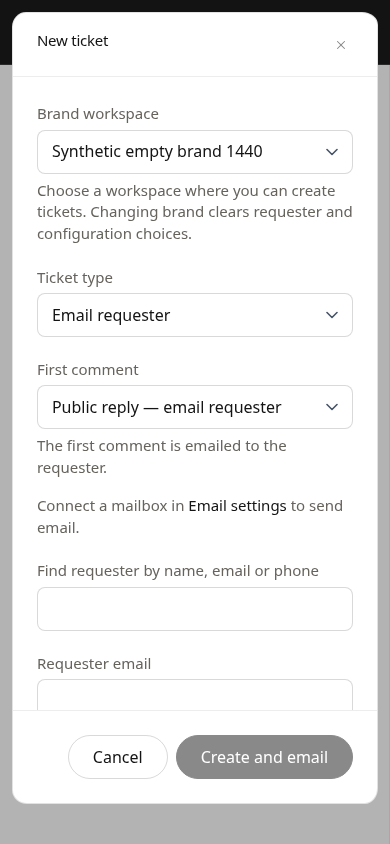 New ticket
Brand workspace
Synthetic empty brand 1440
Choose a workspace where you can create
tickets. Changing brand clears requester and
configuration choices.
Ticket type
Email requester
First comment
Public reply — email requester
The first comment is emailed to the
requester.
Connect a mailbox in Email settings to send
email.
Find requester by name, email or phone
Requester email
Cancel
Create and email